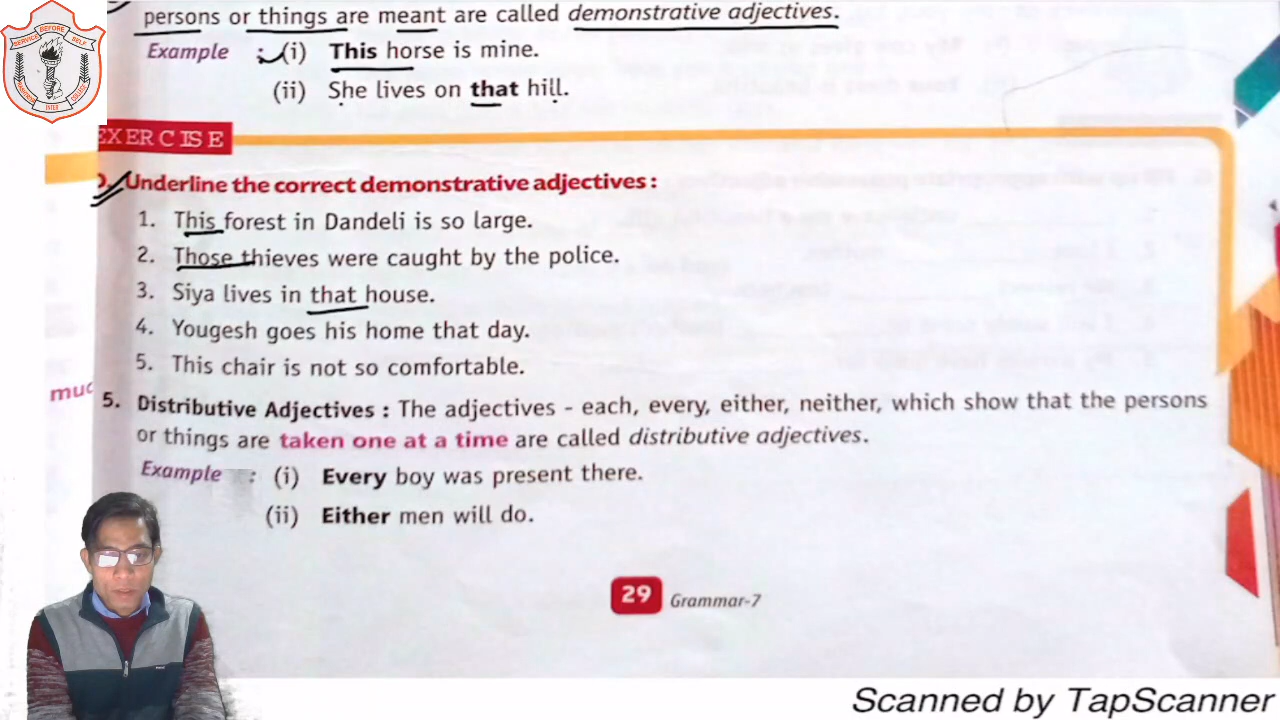 persons or things are meant are called demonstrative adjectives.
Example : (i) This horse is mine.
(ii) She lives on that hill.
SERVICE BEFORE SELF
INTER
EXERCISE
Underline the correct demonstrative adjectives :
1. This forest in Dandeli is so large.
2. Those thieves were caught by the police.
3. Siya lives in that house.
4. Yougesh goes his home that day.
5. This chair is not so comfortable.
muc
5. Distributive Adjectives : The adjectives - each, every, either, neither, which show that the persons
or things are taken one at a time are called distributive adjectives.
Example : (i) Every boy was present there.
(ii) Either men will do.
29 Grammar-7
Scanned by TapScanner